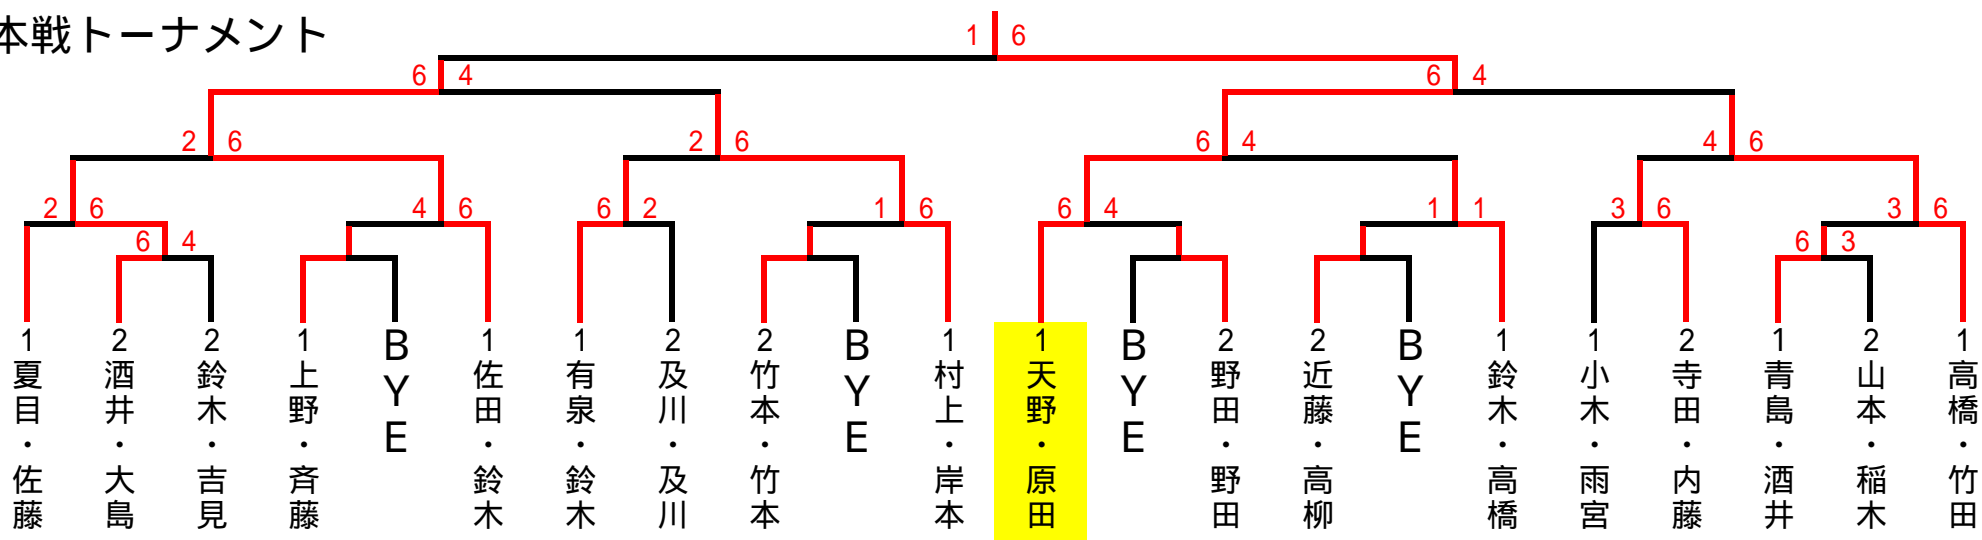 本戦トーナメント
1 6
6 4 6 4
2 6 2 6 6 4 4 6
2 6 4 6 6 2 1 6 6 4 1 1 3 6 3 6
6 4 6 3
1夏目・佐藤
2酒井・大島
2鈴木・吉見
1上野・斉藤
BYE
1佐田・鈴木
1有泉・鈴木
2及川・及川
2竹本・竹本
BYE
1村上・岸本
1天野・原田
BYE
2野田・野田
2近藤・高柳
BYE
1鈴木・高橋
1小木・雨宮
2寺田・内藤
1青島・酒井
2山本・稲木
1高橋・竹田